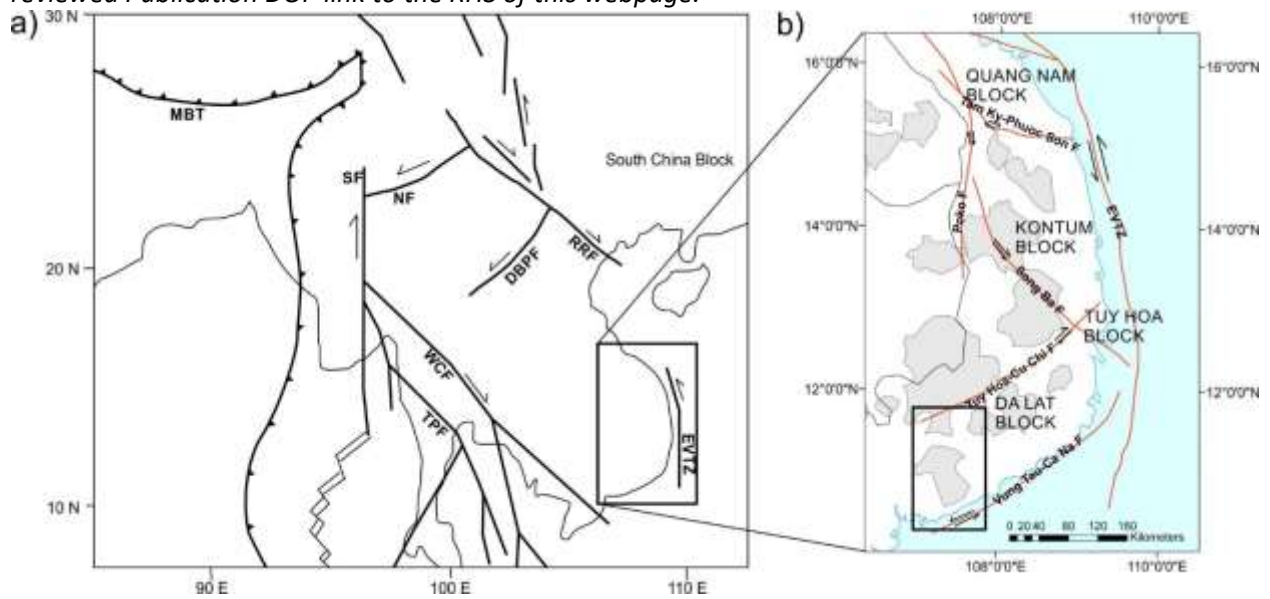 reviewed Publication DOI link to the RHS of this webpage.
a)
30 N
20 N
10 N
90 E
100 E
110 E
MBT
SF
NF
DBPF
RRF
WCF
TPF
EVTZ
South China Block
b)
108°0'0"E
110°0'0"E
16°0'0"N
16°0'0"N
QUANG NAM
BLOCK
Tam Ky-Phuoc Son F
Poko F
EVTZ
14°0'0"N
14°0'0"N
KONTUM
BLOCK
Song Ba F
TUY HOA
BLOCK
Tuy Hoa-Cu Chi F
12°0'0"N
12°0'0"N
DA LAT
BLOCK
Vung Tau-Ca Na F
0 20 40 80 120 160
Kilometers
108°0'0"E
110°0'0"E